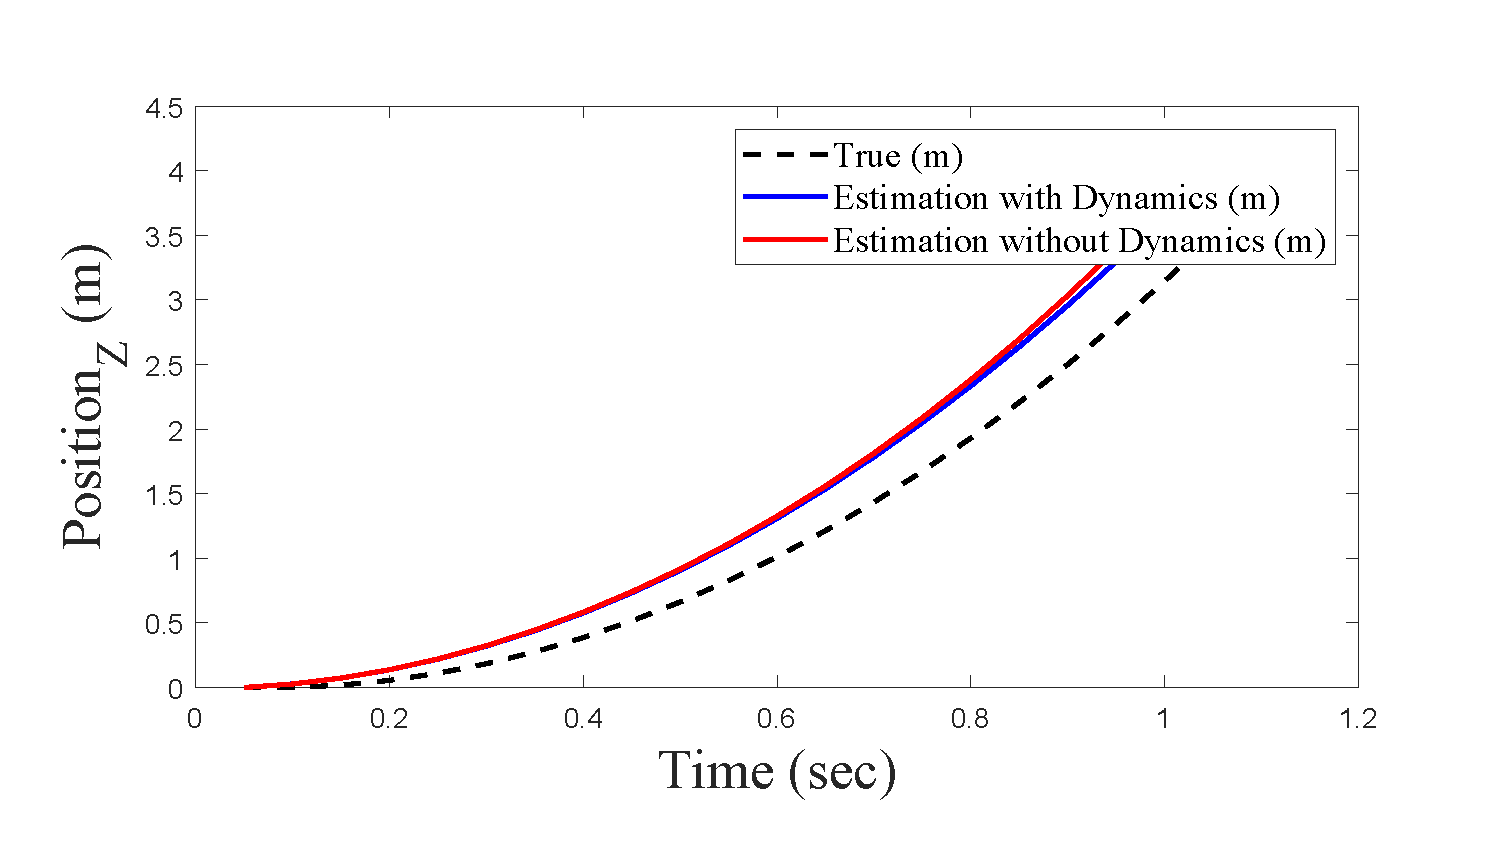 4.5
4
3.5
3
2.5
2
1.5
1
0.5
0
Position_Z (m)
True (m)
Estimation with Dynamics (m)
Estimation without Dynamics (m)
0 0.2 0.4 0.6 0.8 1 1.2
Time (sec)